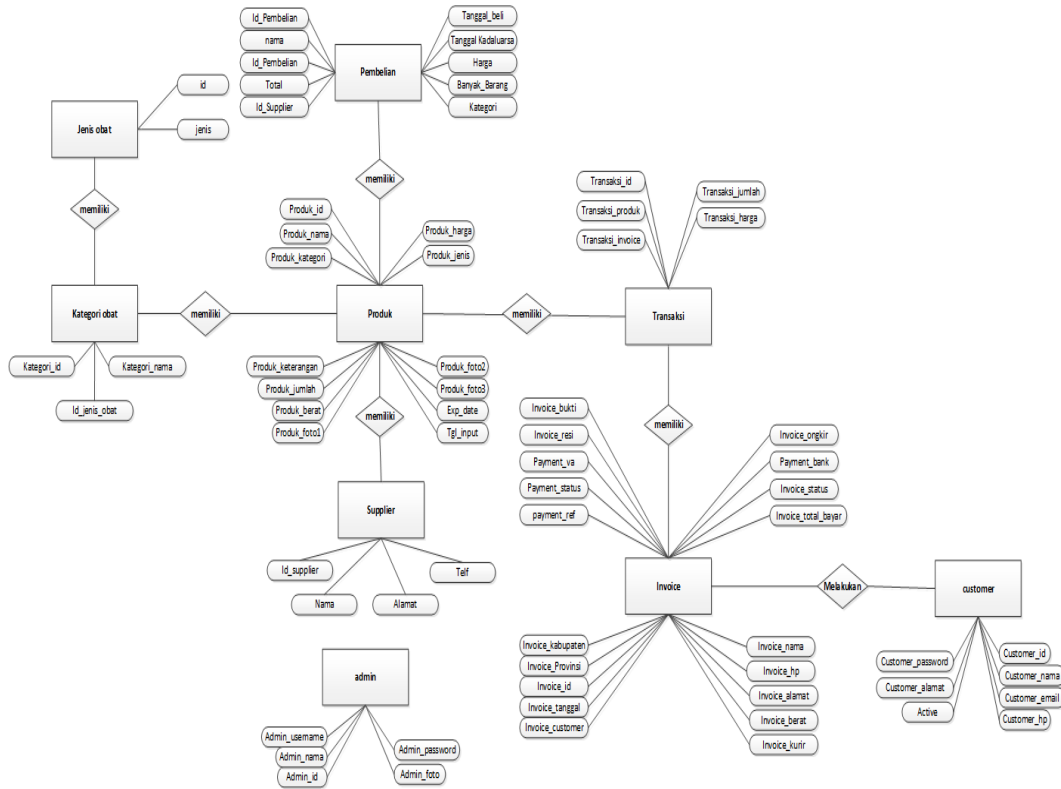 Id_Pembelian
nama
Id_Pembelian
Total
Id_Supplier
Pembelian
Tanggal_beli
Tanggal Kadaluarsa
Harga
Banyak_Barang
Kategori
Jenis obat
id
jenis
memiliki
memiliki
Produk_id
Produk_nama
Produk_kategori
Produk_harga
Produk_jenis
Transaksi_id
Transaksi_produk
Transaksi_invoice
Transaksi_jumlah
Transaksi_harga
Kategori obat
memiliki
Produk
memiliki
Transaksi
Kategori_id
Kategori_nama
Id_jenis_obat
Produk_keterangan
Produk_jumlah
Produk_berat
Produk_foto1
memiliki
Produk_foto2
Produk_foto3
Exp_date
Tgl_input
memiliki
Invoice_bukti
Invoice_resi
Payment_va
Payment_status
payment_ref
Invoice_ongkir
Payment_bank
Invoice_status
Invoice_total_bayar
Supplier
Id_supplier
Nama
Alamat
Telf
Invoice
Melakukan
customer
Invoice_kabupaten
Invoice_Provinsi
Invoice_id
Invoice_tanggal
Invoice_customer
Invoice_nama
Invoice_hp
Invoice_alamat
Invoice_berat
Invoice_kurir
Customer_password
Customer_alamat
Active
Customer_id
Customer_nama
Customer_email
Customer_hp
admin
Admin_username
Admin_nama
Admin_id
Admin_password
Admin_foto